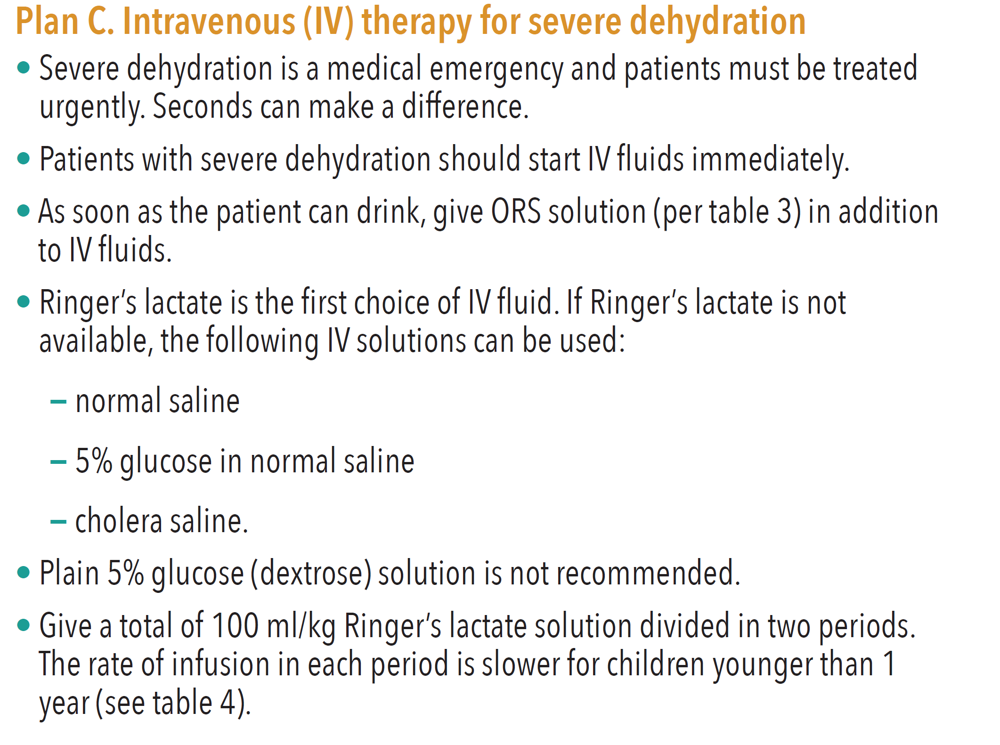 Plan C. Intravenous (IV) therapy for severe dehydration
• Severe dehydration is a medical emergency and patients must be treated
urgently. Seconds can make a difference.
• Patients with severe dehydration should start IV fluids immediately.
• As soon as the patient can drink, give ORS solution (per table 3) in addition
to IV fluids.
• Ringer’s lactate is the first choice of IV fluid. If Ringer’s lactate is not
available, the following IV solutions can be used:
– normal saline
– 5% glucose in normal saline
– cholera saline.
• Plain 5% glucose (dextrose) solution is not recommended.
• Give a total of 100 ml/kg Ringer’s lactate solution divided in two periods.
The rate of infusion in each period is slower for children younger than 1
year (see table 4).